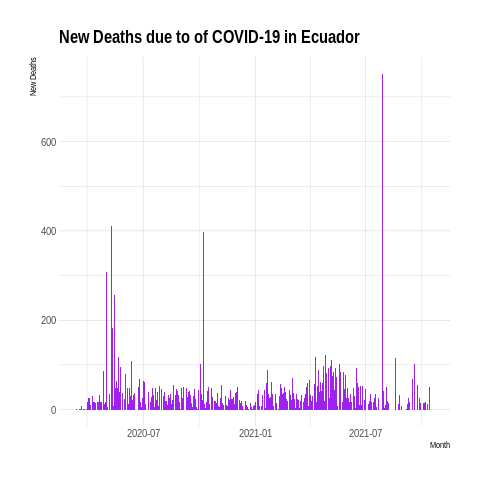 New Deaths due to of COVID-19 in Ecuador
New Deaths
600
400
200
0
2020-07
2021-01
2021-07
Month